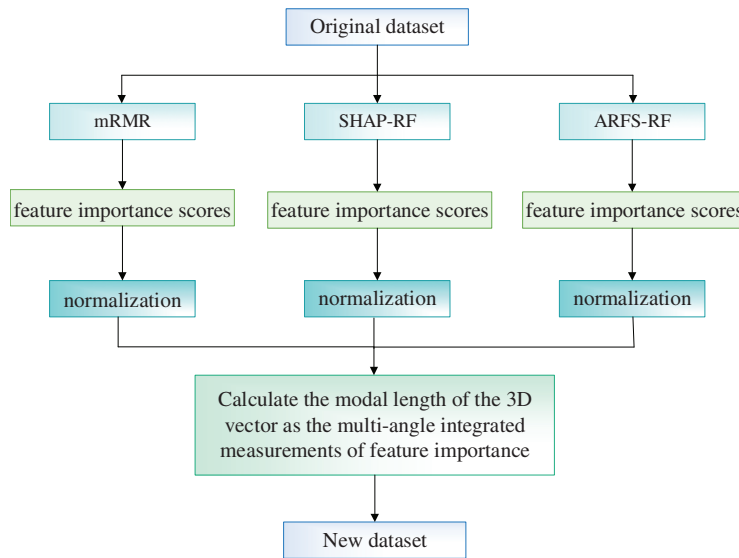 Original dataset
mRMR
SHAP-RF
ARFS-RF
feature importance scores
feature importance scores
feature importance scores
normalization
normalization
normalization
Calculate the modal length of the 3D
vector as the multi-angle integrated
measurements of feature importance
New dataset